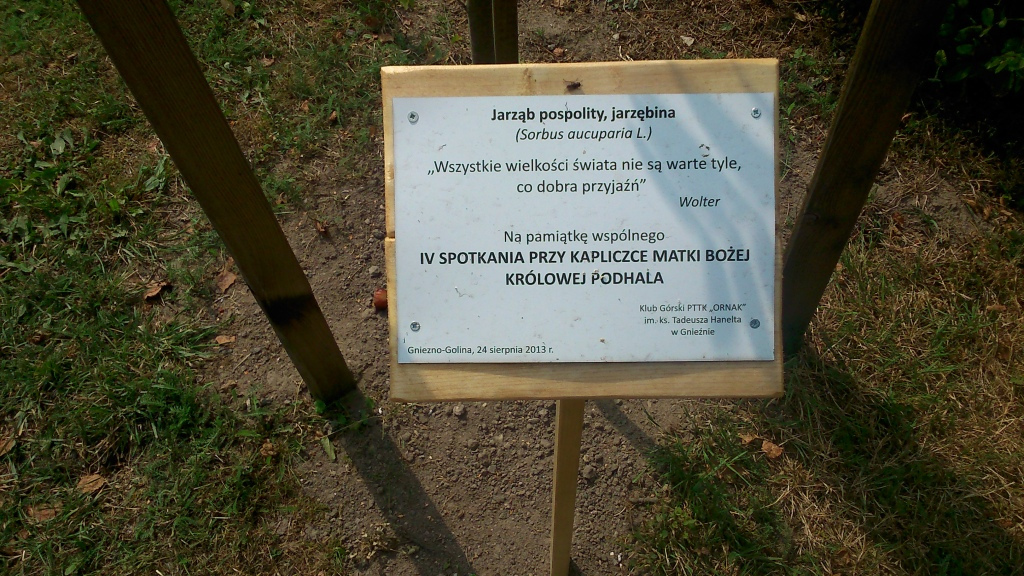 Jarząb pospolity, jarzębina
(Sorbus aucuparia L.)
„Wszystkie wielkości świata nie są warte tyle,
co dobra przyjaźń”
Wolter
Na pamiątkę wspólnego
IV SPOTKANIA PRZY KAPLICZCE MATKI BOŻEJ
KRÓLOWEJ PODHALA
Klub Górski PTTK „ORNAK”
im. ks. Tadeusza Hanelta
w Gnieźnie
Gniezno-Golina, 24 sierpnia 2013 r.